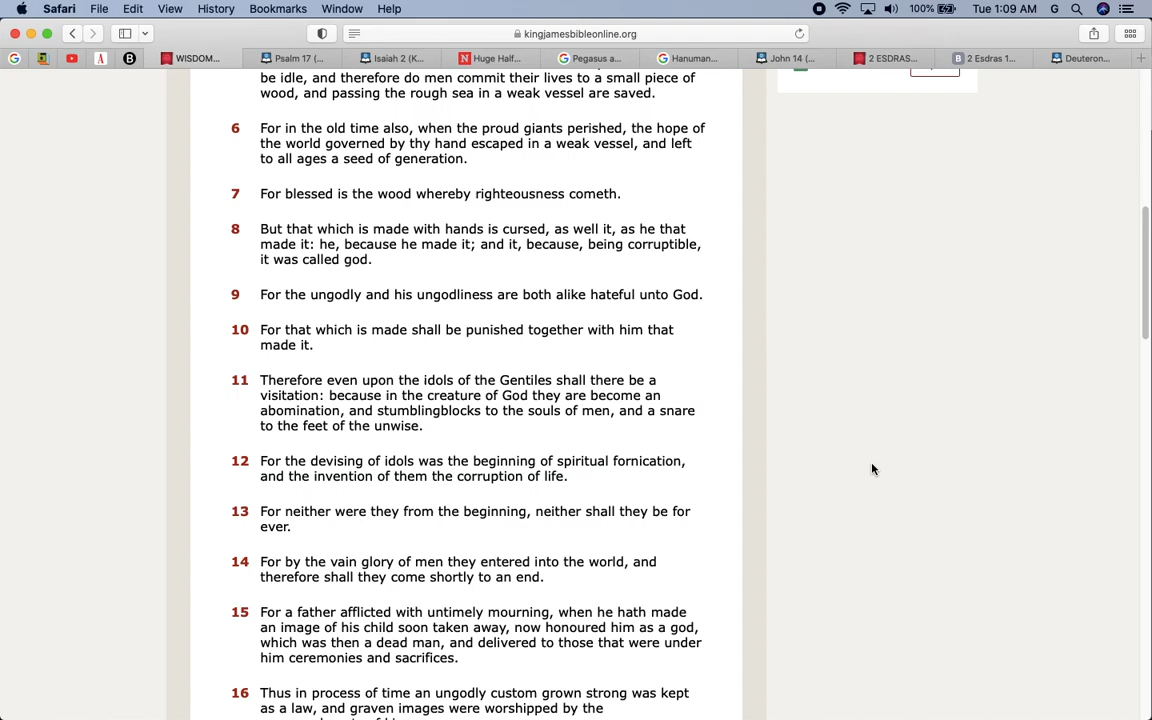 Safari File Edit View History Bookmarks Window Help 100% Tue 1:09 AM G
kingjamesbibleonline.org
WISDOM... Psalm 17 (... Isaiah 2 (K... Huge Half... Pegasus a... Hanuman... John 14 (... 2 ESDRAS... 2 Esdras 1... Deuteron...
be idle, and therefore do men commit their lives to a small piece of
wood, and passing the rough sea in a weak vessel are saved.
6 For in the old time also, when the proud giants perished, the hope of
the world governed by thy hand escaped in a weak vessel, and left
to all ages a seed of generation.
7 For blessed is the wood whereby righteousness cometh.
8 But that which is made with hands is cursed, as well it, as he that
made it: he, because he made it; and it, because, being corruptible,
it was called god.
9 For the ungodly and his ungodliness are both alike hateful unto God.
10 For that which is made shall be punished together with him that
made it.
11 Therefore even upon the idols of the Gentiles shall there be a
visitation: because in the creature of God they are become an
abomination, and stumblingblocks to the souls of men, and a snare
to the feet of the unwise.
12 For the devising of idols was the beginning of spiritual fornication,
and the invention of them the corruption of life.
13 For neither were they from the beginning, neither shall they be for
ever.
14 For by the vain glory of men they entered into the world, and
therefore shall they come shortly to an end.
15 For a father afflicted with untimely mourning, when he hath made
an image of his child soon taken away, now honoured him as a god,
which was then a dead man, and delivered to those that were under
him ceremonies and sacrifices.
16 Thus in process of time an ungodly custom grown strong was kept
as a law, and graven images were worshipped by the